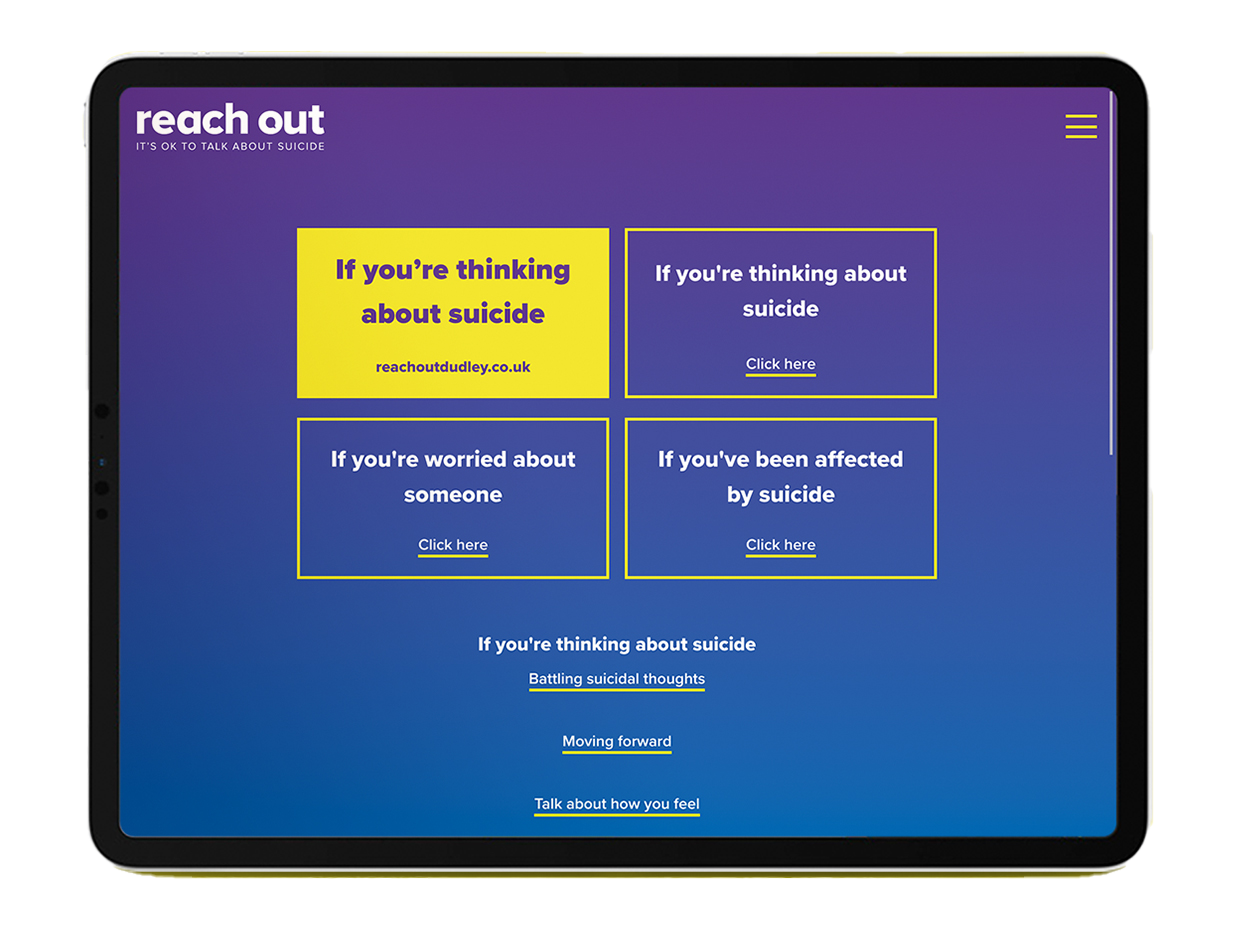 reach out
IT'S OK TO TALK ABOUT SUICIDE
If you’re thinking
about suicide
reachoutdudley.co.uk
If you're thinking about
suicide
Click here
If you're worried about
someone
Click here
If you've been affected
by suicide
Click here
If you're thinking about suicide
Battling suicidal thoughts
Moving forward
Talk about how you feel